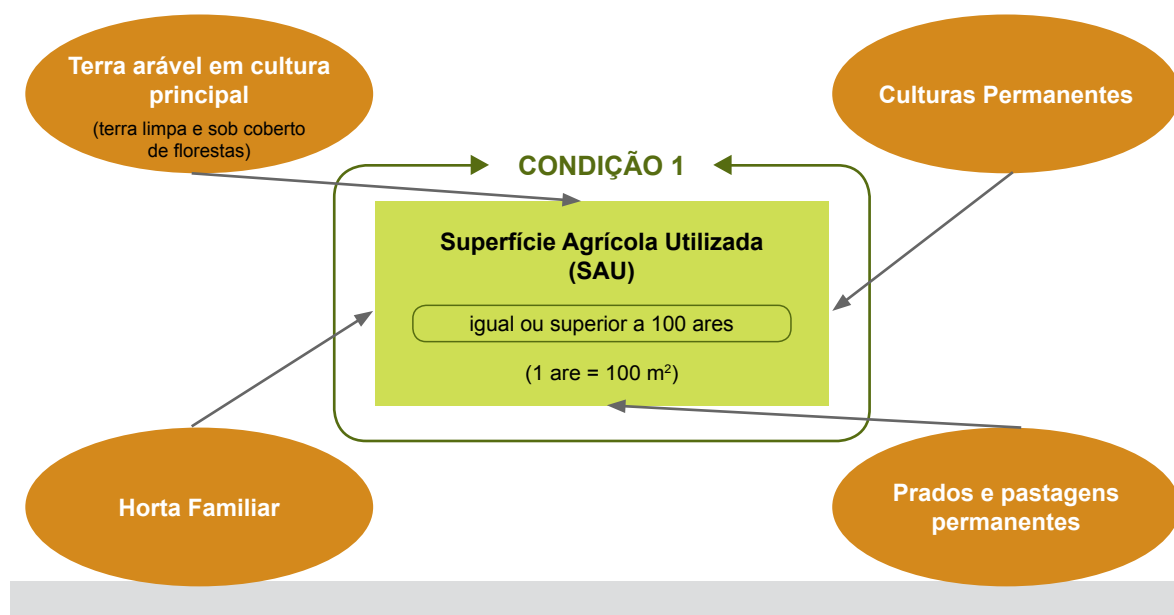 Terra arável em cultura
principal
(terra limpa e sob coberto
de florestas)
Culturas Permanentes
CONDIÇÃO 1
Superfície Agrícola Utilizada
(SAU)
igual ou superior a 100 ares
(1 are = 100 m²)
Horta Familiar
Prados e pastagens
permanentes